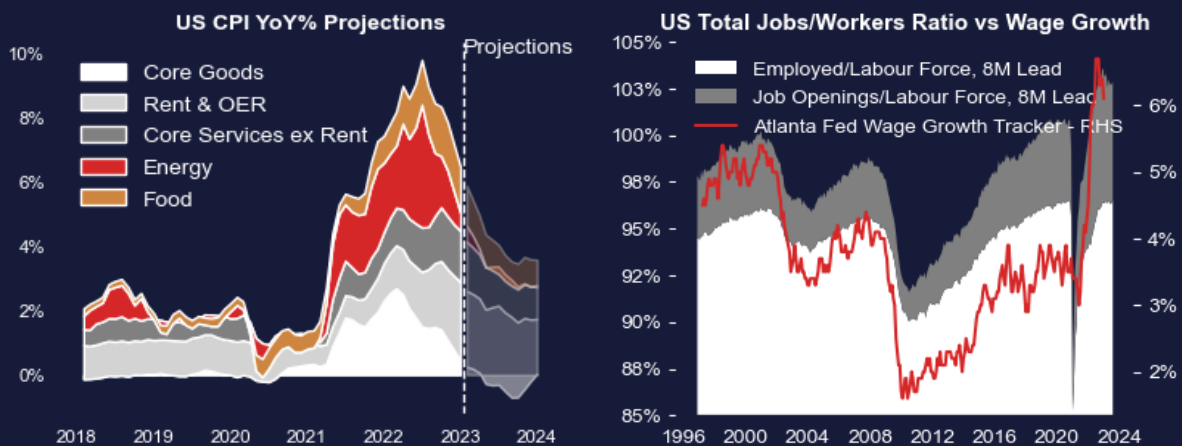 US CPI YoY% Projections
10%
8%
6%
4%
2%
0%
Projections
Core Goods
Rent & OER
Core Services ex Rent
Energy
Food
2018 2019 2020 2021 2022 2023 2024
US Total Jobs/Workers Ratio vs Wage Growth
105%
103%
100%
98%
95%
92%
90%
88%
85%
Employed/Labour Force, 8M Lead
Job Openings/Labour Force, 8M Lead
Atlanta Fed Wage Growth Tracker - RHS
6%
5%
4%
3%
2%
1996 2000 2004 2008 2012 2016 2020 2024